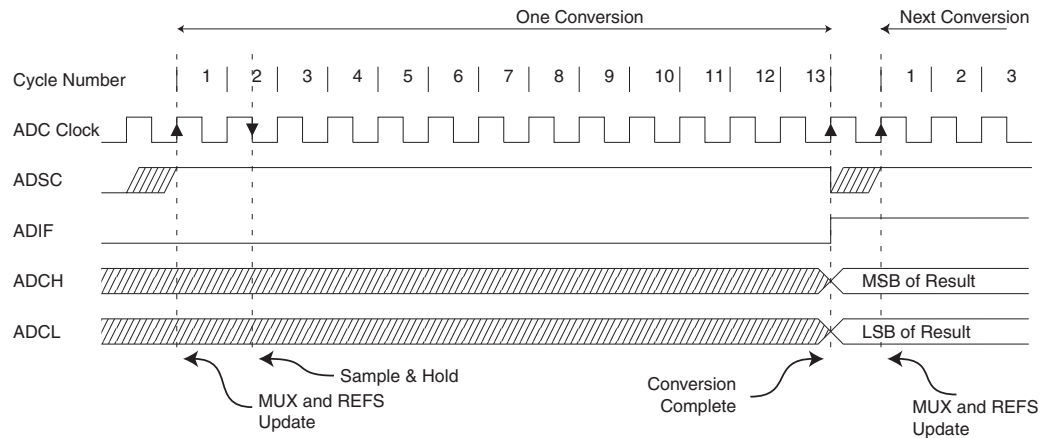 One Conversion
Next Conversion
Cycle Number 1 2 3 4 5 6 7 8 9 10 11 12 13 1 2 3
ADC Clock
ADSC
ADIF
ADCH
MSB of Result
ADCL
LSB of Result
Sample & Hold
MUX and REFS
Update
Conversion
Complete
MUX and REFS
Update